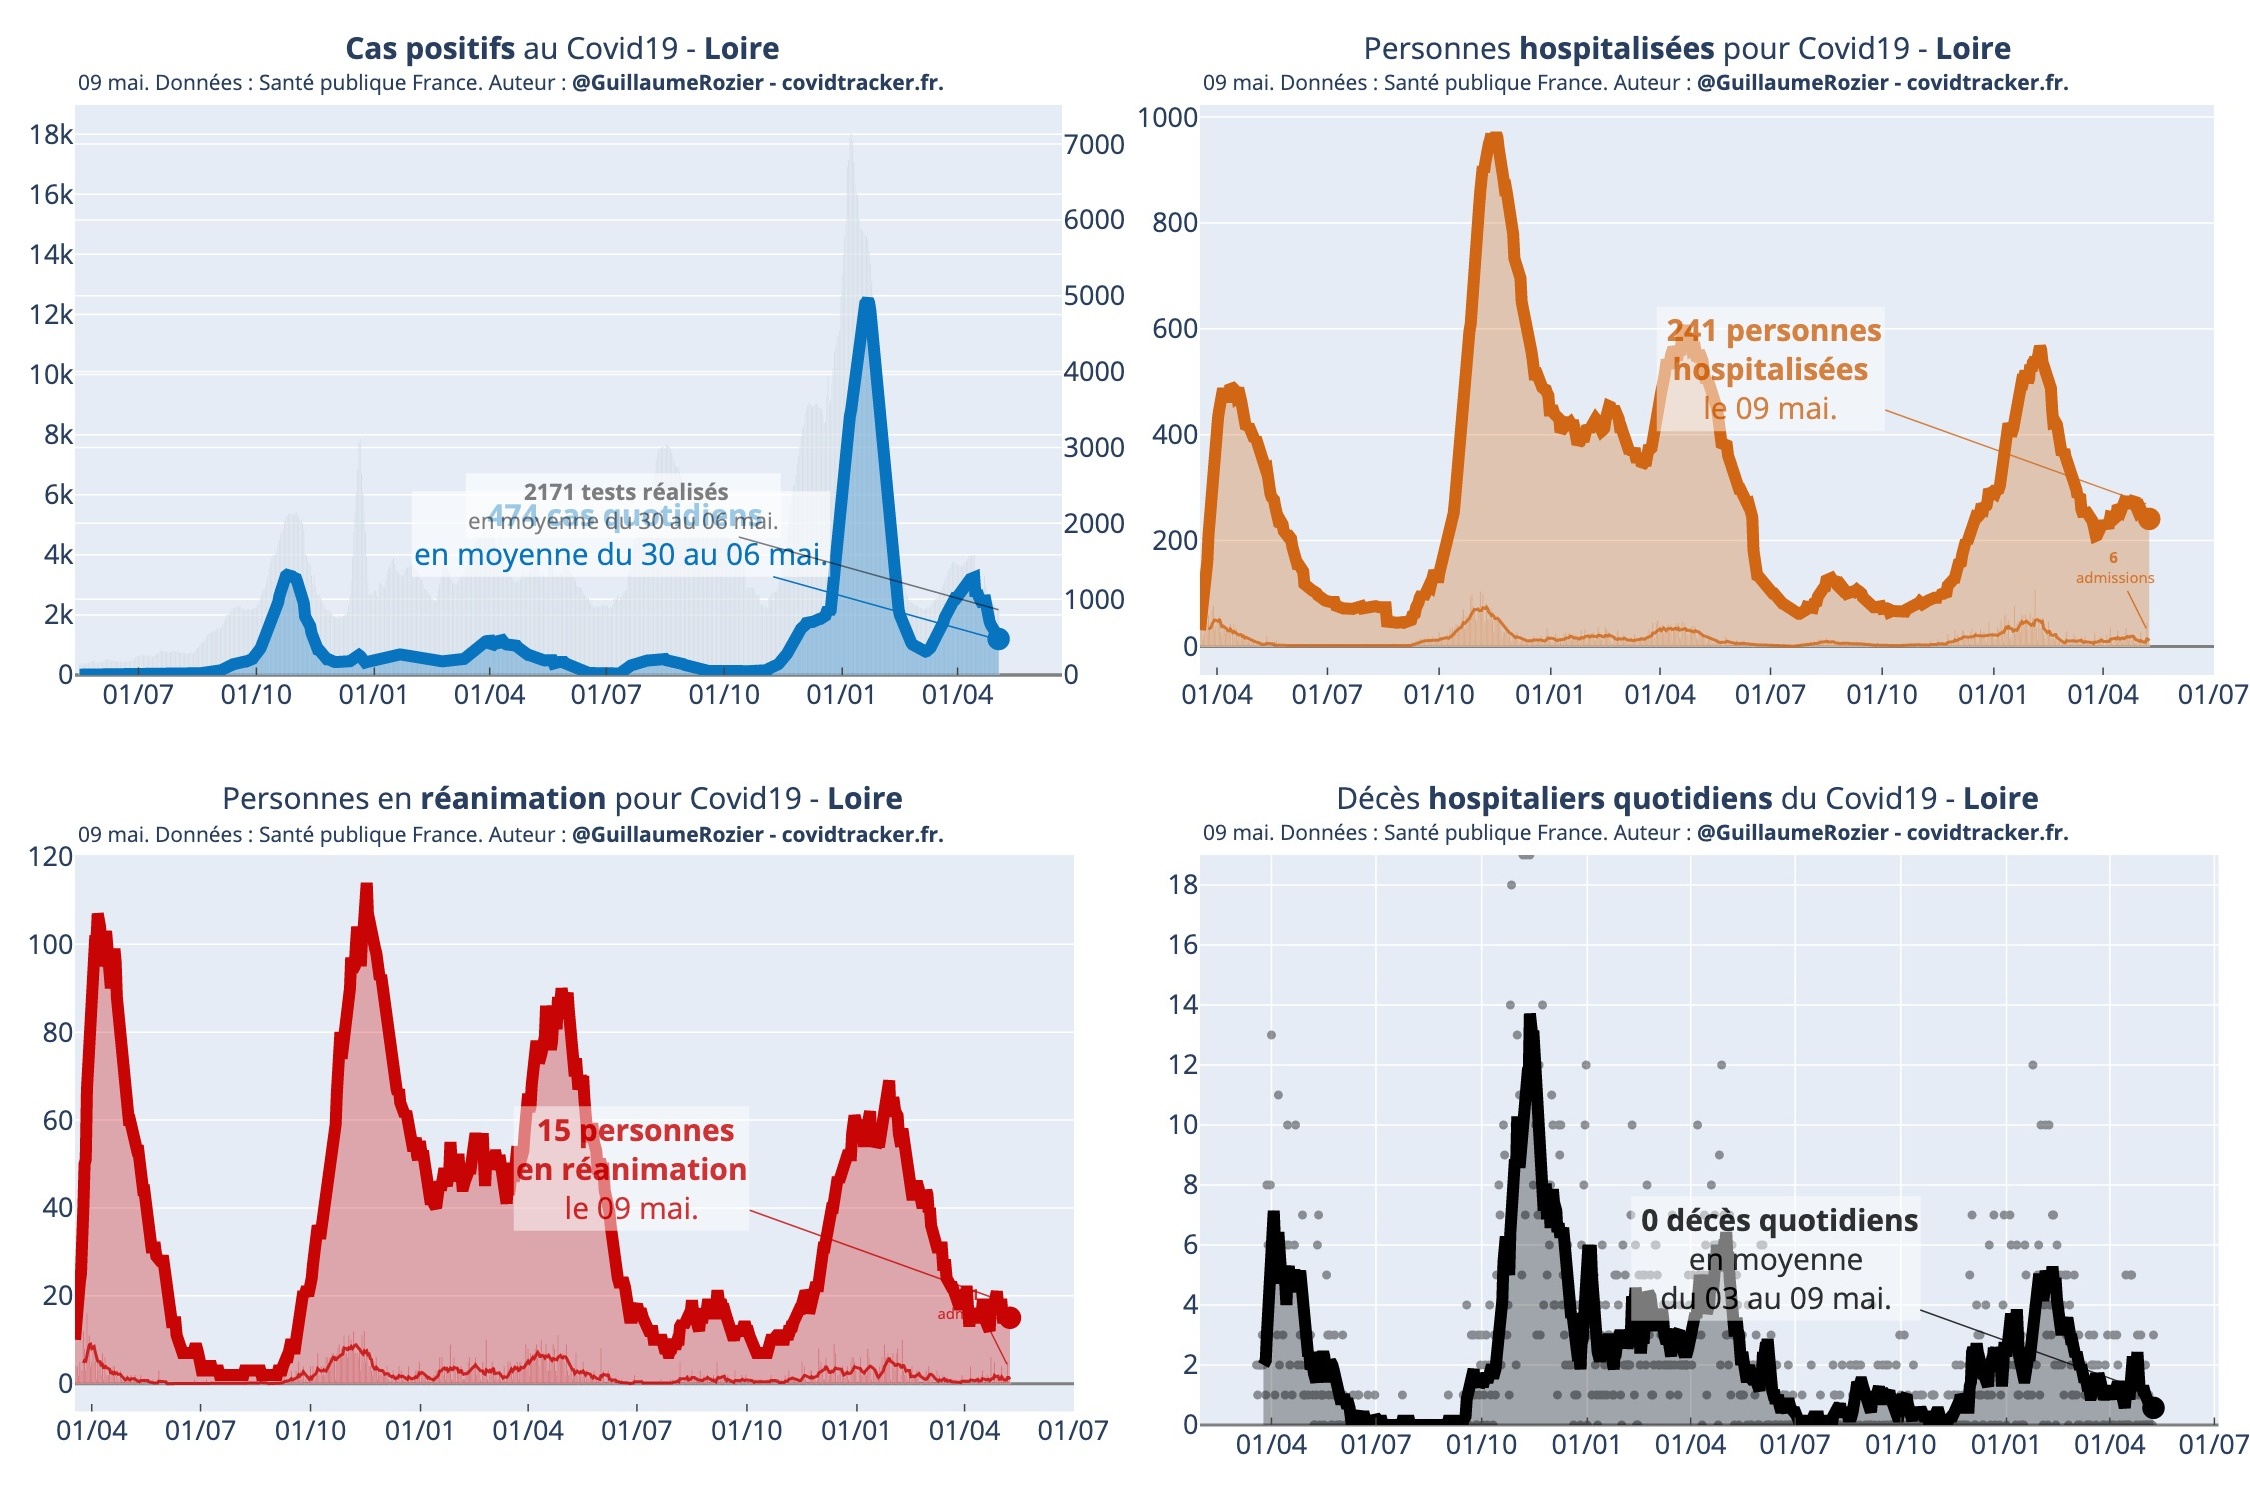 Cas positifs au Covid19 - Loire
09 mai. Données : Santé publique France. Auteur : @GuillaumeRozier - covidtracker.fr.
18k
16k
14k
12k
10k
8k
6k
4k
2k
0
7000
6000
5000
4000
3000
2000
1000
0
2171 tests réalisés
en moyenne du 30 au 06 mai.
474 cas quotidiens
en moyenne du 30 au 06 mai.
01/07 01/10 01/01 01/04 01/07 01/10 01/01 01/04
Personnes hospitalisées pour Covid19 - Loire
09 mai. Données : Santé publique France. Auteur : @GuillaumeRozier - covidtracker.fr.
1000
800
600
400
200
0
241 personnes
hospitalisées
le 09 mai.
6
admissions
01/04 01/07 01/10 01/01 01/04 01/07 01/10 01/01 01/04 01/07
Personnes en réanimation pour Covid19 - Loire
09 mai. Données : Santé publique France. Auteur : @GuillaumeRozier - covidtracker.fr.
120
100
80
60
40
20
0
15 personnes
en réanimation
le 09 mai.
01/04 01/07 01/10 01/01 01/04 01/07 01/10 01/01 01/04 01/07
Décès hospitaliers quotidiens du Covid19 - Loire
09 mai. Données : Santé publique France. Auteur : @GuillaumeRozier - covidtracker.fr.
18
16
14
12
10
8
6
4
2
0
0 décès quotidiens
en moyenne
du 03 au 09 mai.
01/04 01/07 01/10 01/01 01/04 01/07 01/10 01/01 01/04 01/07